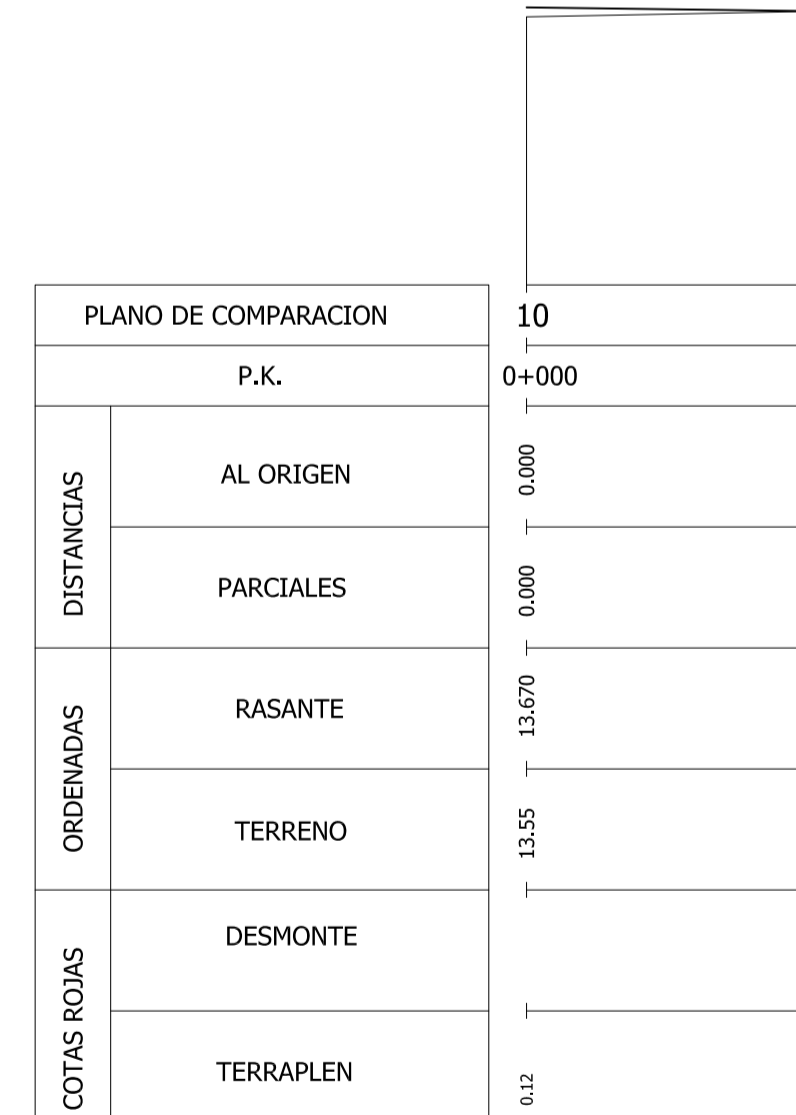 PLANO DE COMPARACION
10
P.K.
0+000
DISTANCIAS
AL ORIGEN
0.000
PARCIALES
0.000
ORDENADAS
RASANTE
13.670
TERRENO
13.55
COTAS ROJAS
DESMONTE
TERRAPLEN
0.12